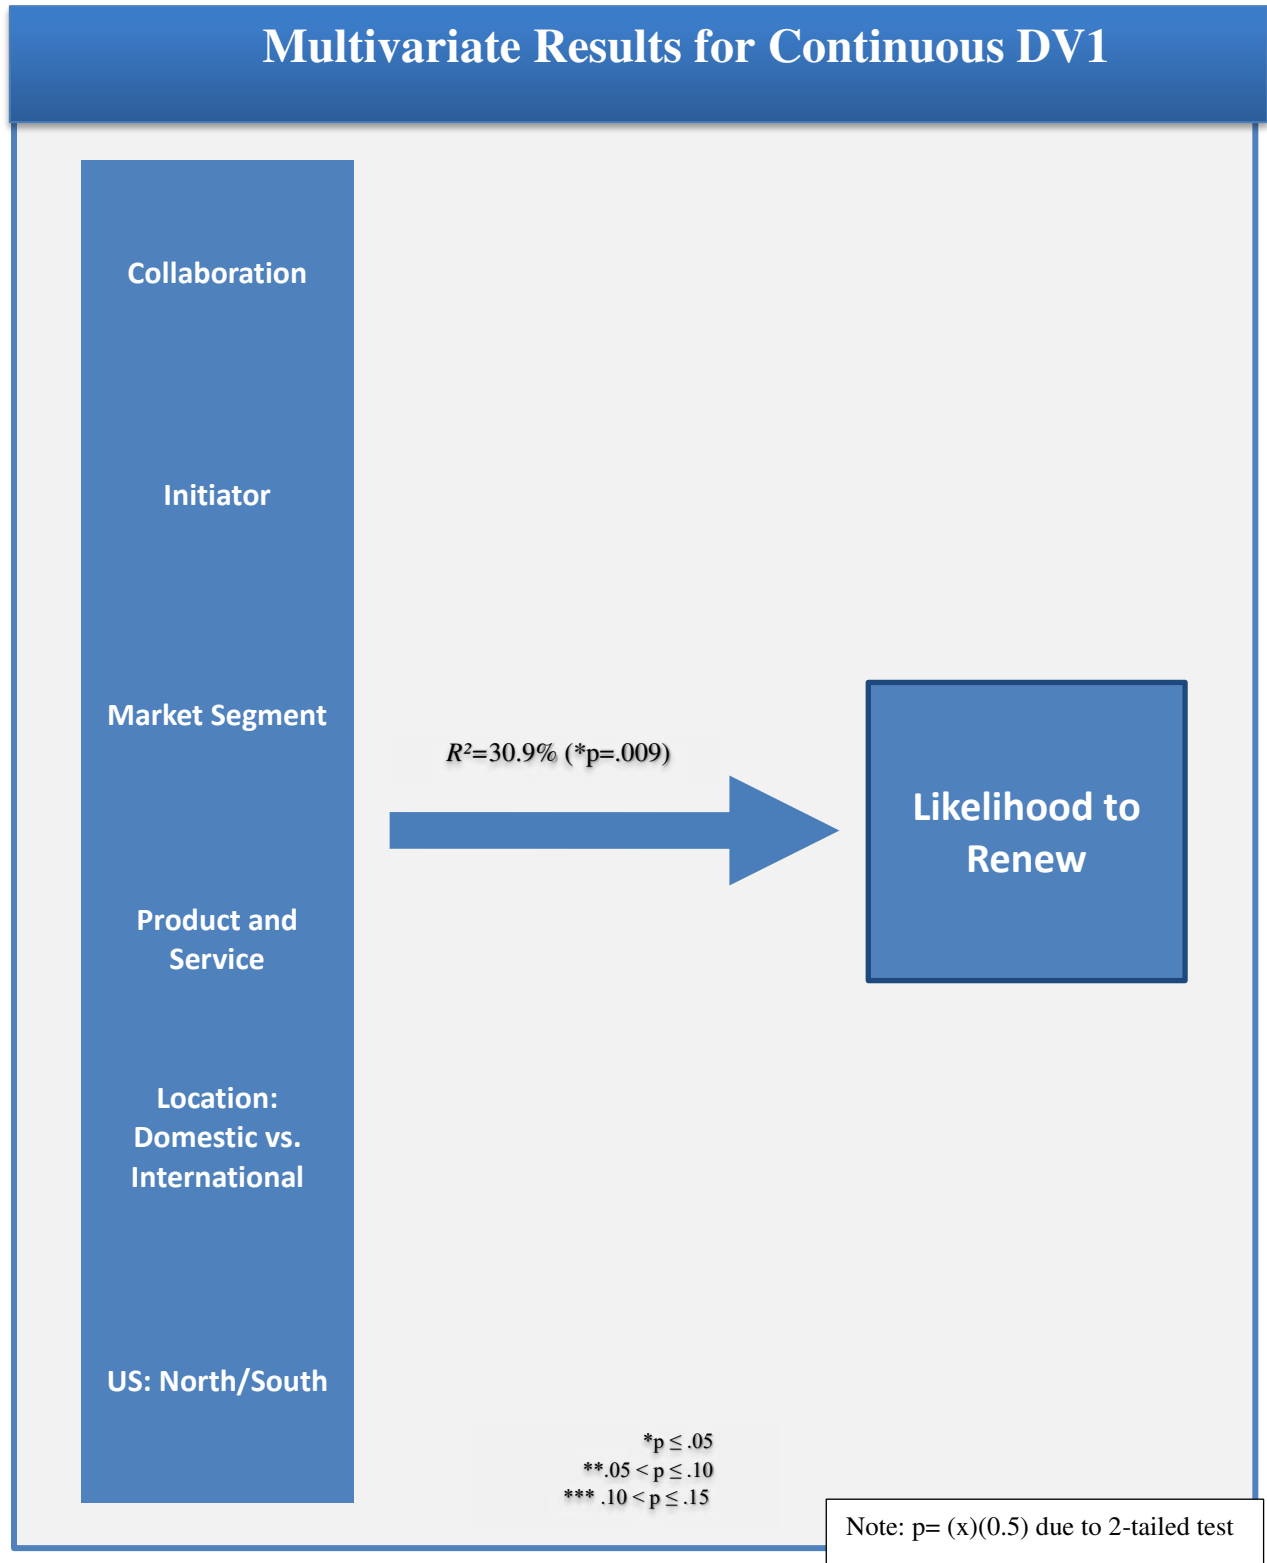 Multivariate Results for Continuous DV1
Collaboration
Initiator
Market Segment
Product and
Service
Location:
Domestic vs.
International
US: North/South
R²=30.9% (*p=.009)
Likelihood to
Renew
*p ≤ .05
**.05 < p ≤ .10
*** .10 < p ≤ .15
Note: p= (x)(0.5) due to 2-tailed test